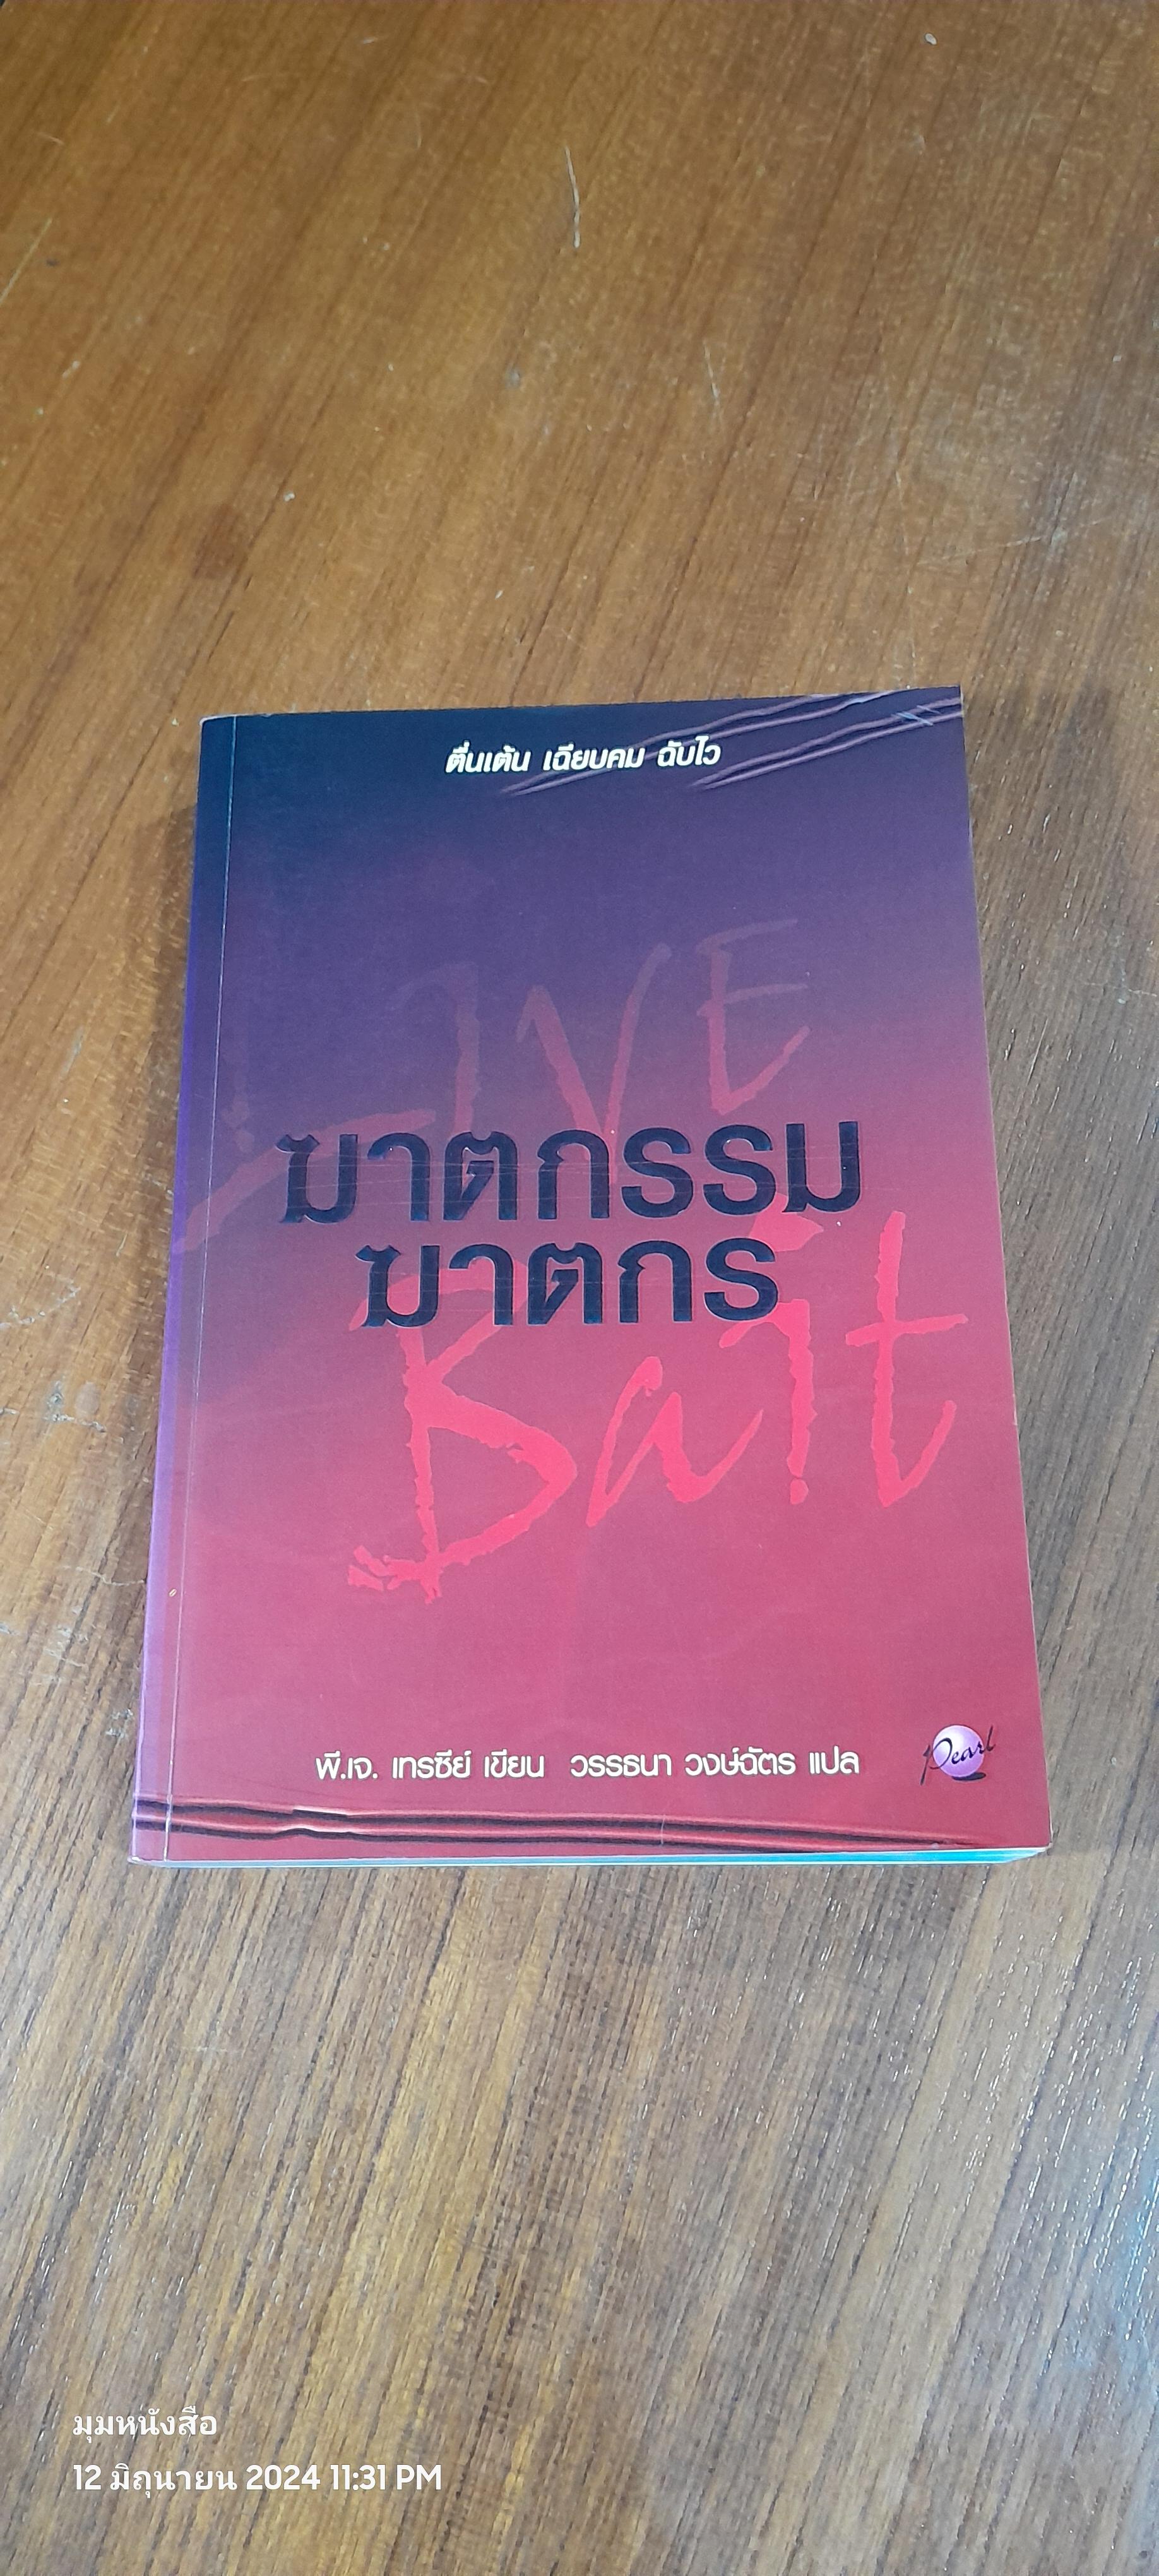 ตื่นเต้น เฉียบคม ฉับไว
LIVE
ฆาตกรรม
ฆาตกร
Bait
พี.เจ. เทรซีย์ เขียน วรรธนา วงษ์ฉัตร แปล
Pearl
มุมหนังสือ
12 มิถุนายน 2024 11:31 PM